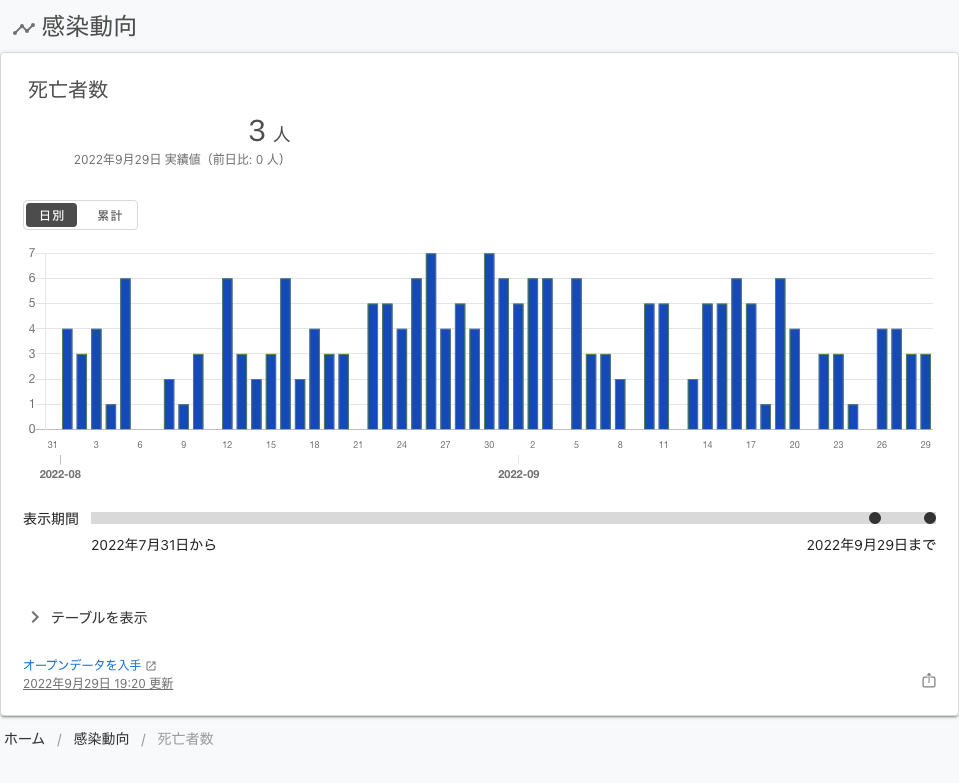 感染動向
死亡者数
3 人
2022年9月29日 実績値（前日比: 0 人）
日別 累計
7
6
5
4
3
2
1
0
31 3 6 9 12 15 18 21 24 27 30 2 5 8 11 14 17 20 23 26 29
2022-08 2022-09
表示期間
2022年7月31日から 2022年9月29日まで
テーブルを表示
オープンデータを入手
2022年9月29日 19:20 更新
ホーム / 感染動向 / 死亡者数